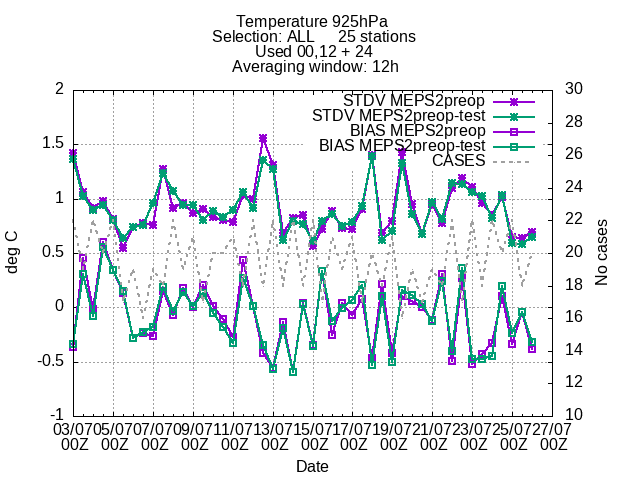 Temperature 925hPa
Selection: ALL 25 stations
Used 00,12 + 24
Averaging window: 12h
STDV MEPS2preop
STDV MEPS2preop-test
BIAS MEPS2preop
BIAS MEPS2preop-test
CASES
2
1.5
1
0.5
0
-0.5
-1
deg C
30
28
26
24
22
20
18
16
14
12
10
No cases
03/07 05/07 07/07 09/07 11/07 13/07 15/07 17/07 19/07 21/07 23/07 25/07 27/07
00Z 00Z 00Z 00Z 00Z 00Z 00Z 00Z 00Z 00Z 00Z 00Z 00Z
Date